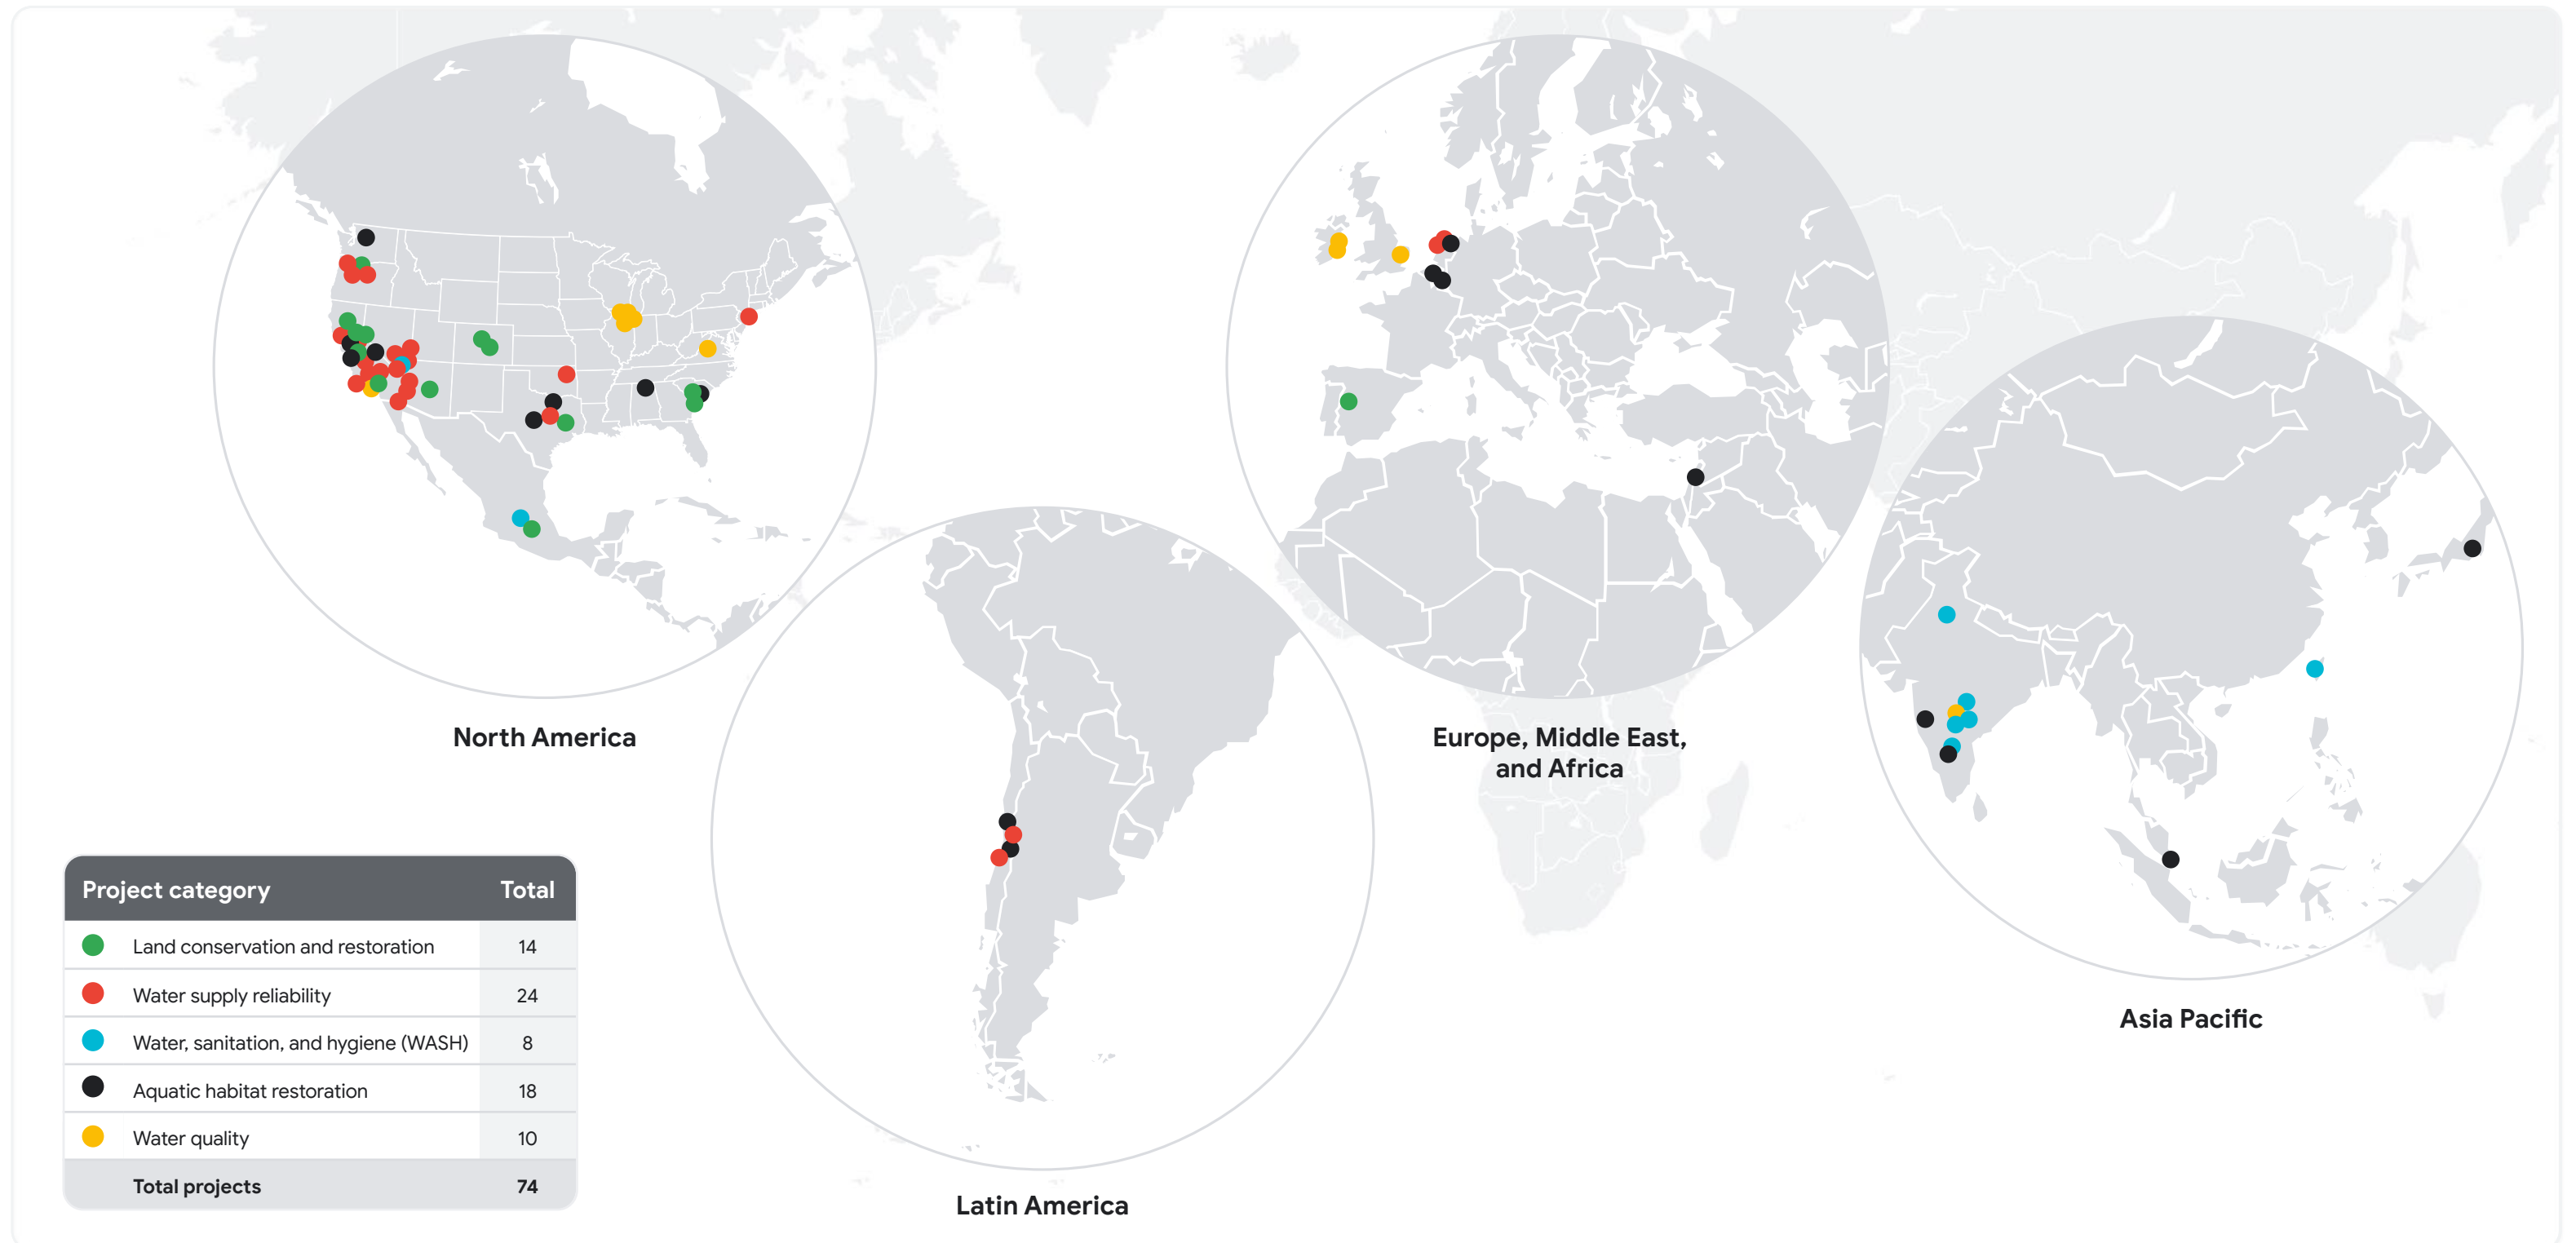 North America
Europe, Middle East,
and Africa
Latin America
Asia Pacific
Project category Total
Land conservation and restoration 14
Water supply reliability 24
Water, sanitation, and hygiene (WASH) 8
Aquatic habitat restoration 18
Water quality 10
Total projects 74